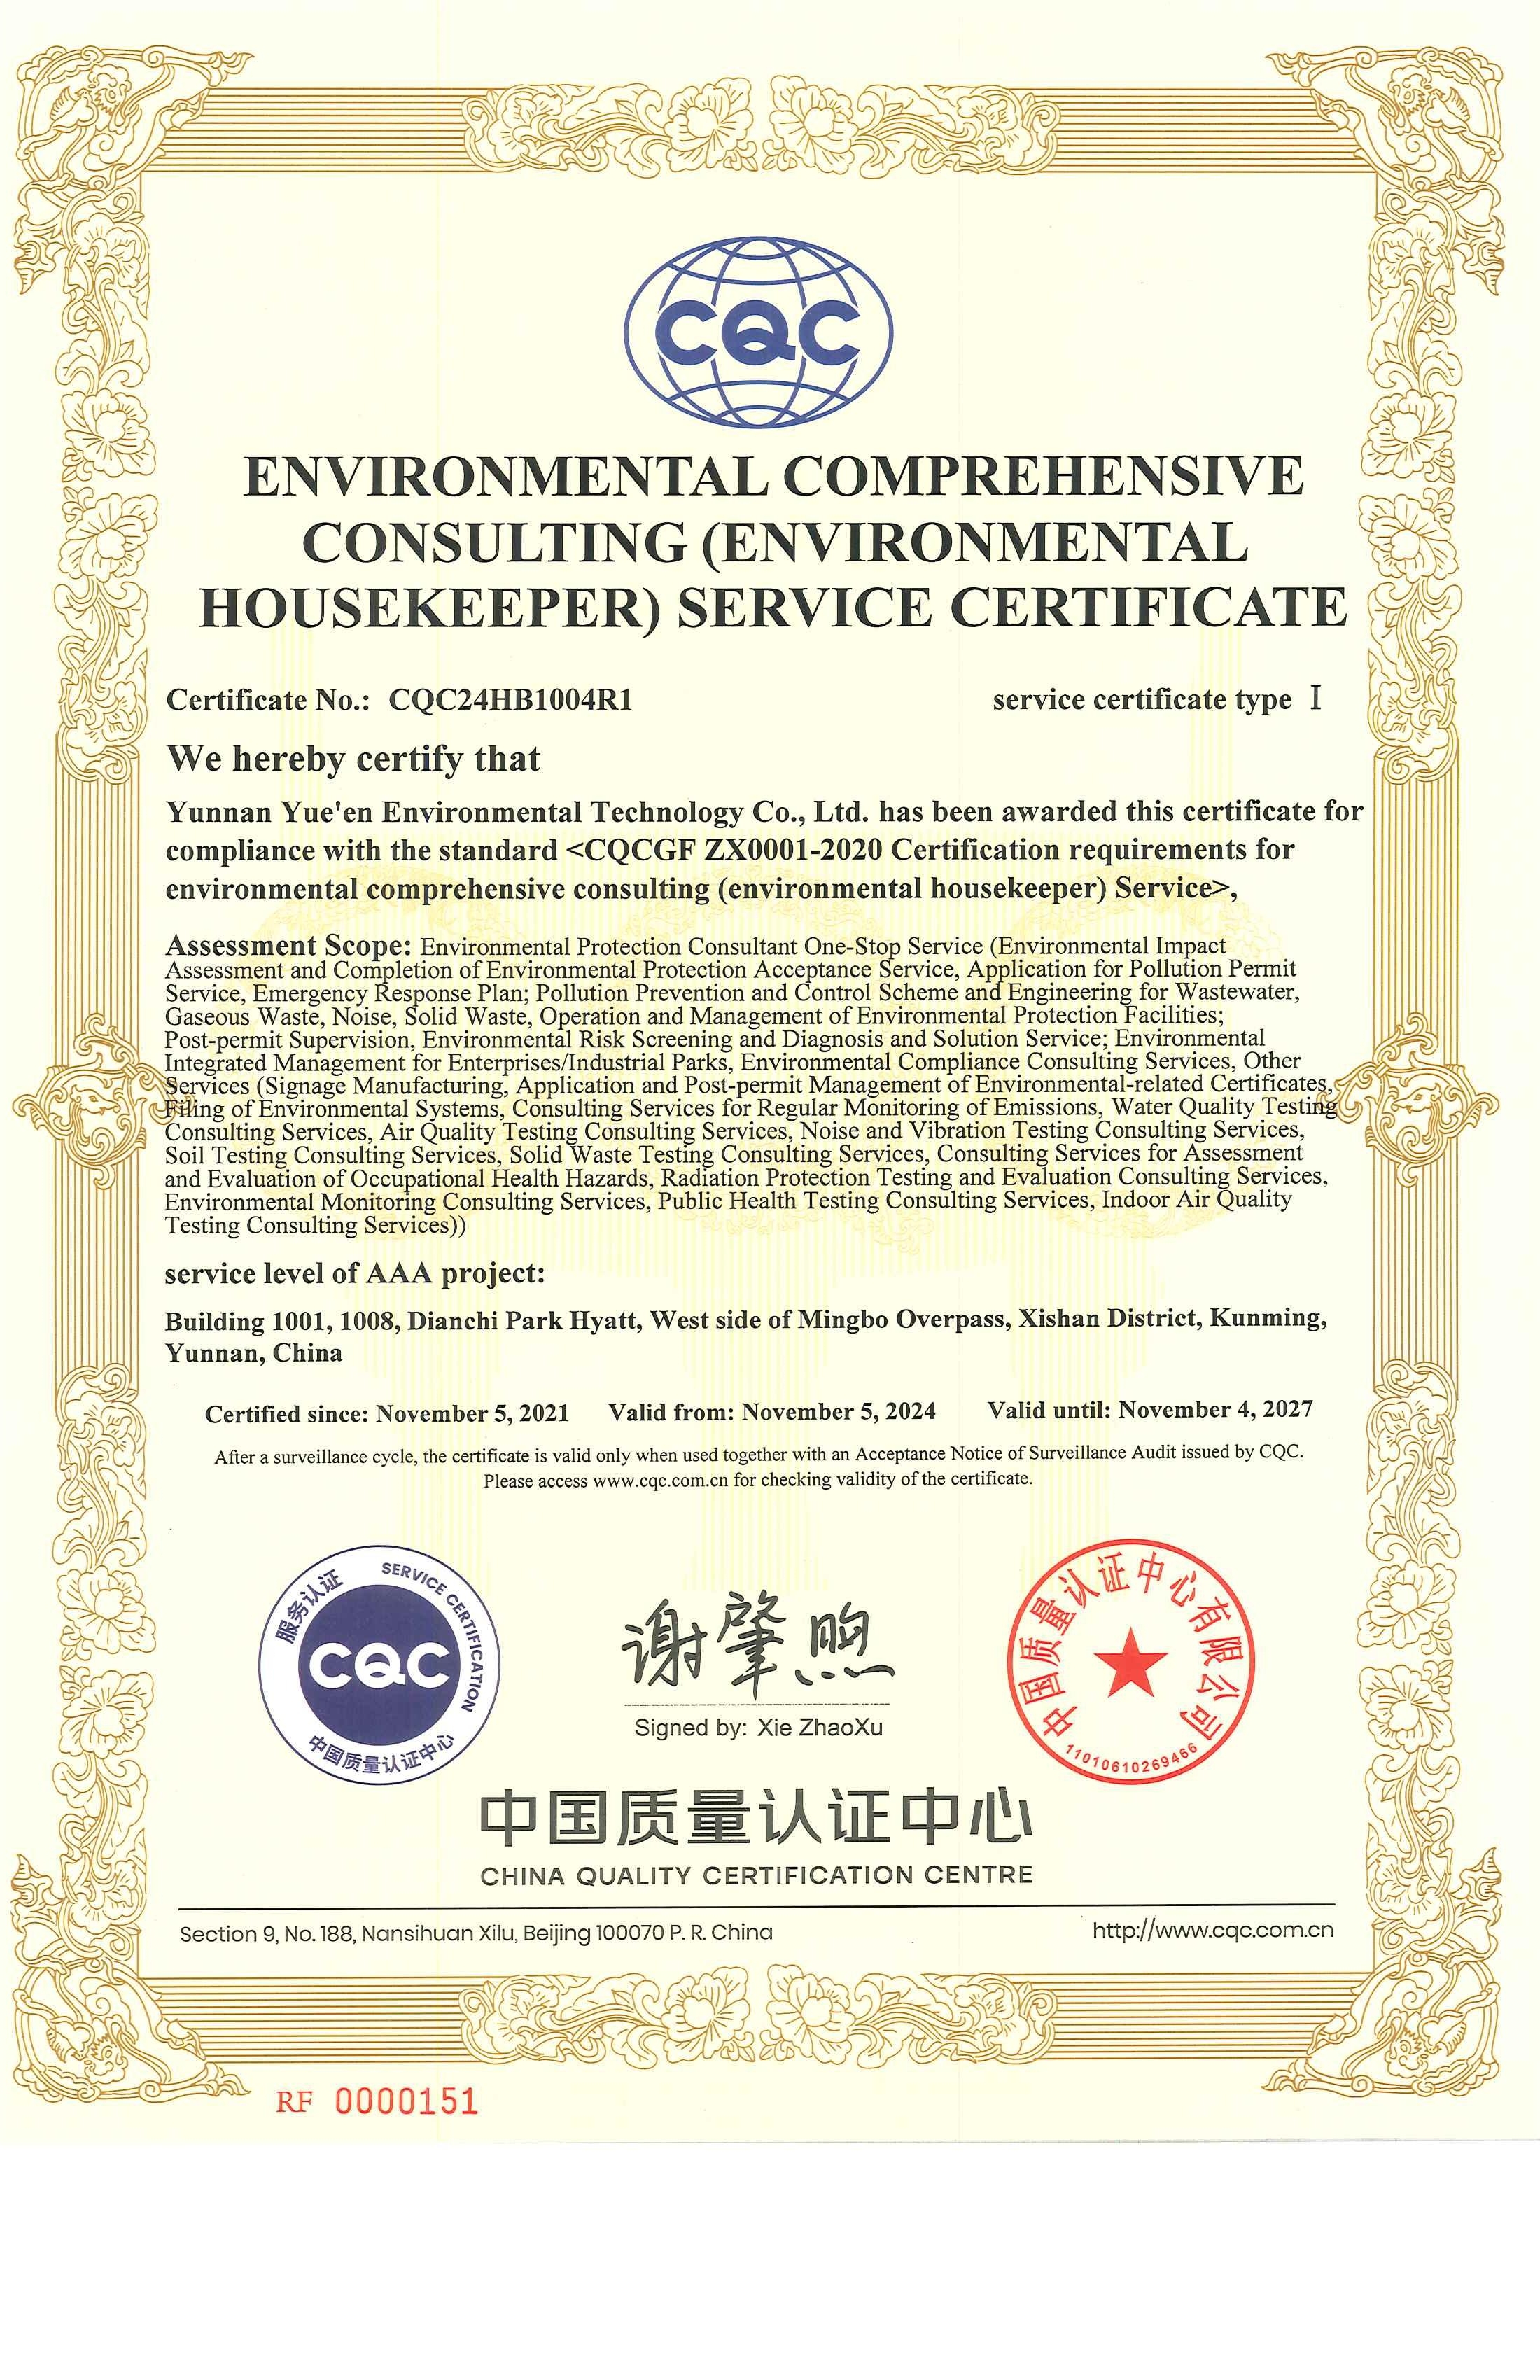 CQC
ENVIRONMENTAL COMPREHENSIVE
CONSULTING (ENVIRONMENTAL
HOUSEKEEPER) SERVICE CERTIFICATE
Certificate No.: CQC24HB1004R1 service certificate type Ⅰ
We hereby certify that
Yunnan Yue'en Environmental Technology Co., Ltd. has been awarded this certificate for
compliance with the standard <CQCGF ZX0001-2020 Certification requirements for
environmental comprehensive consulting (environmental housekeeper) Service>,
Assessment Scope: Environmental Protection Consultant One-Stop Service (Environmental Impact
Assessment and Completion of Environmental Protection Acceptance Service, Application for Pollution Permit
Service, Emergency Response Plan; Pollution Prevention and Control Scheme and Engineering for Wastewater,
Gaseous Waste, Noise, Solid Waste, Operation and Management of Environmental Protection Facilities;
Post-permit Supervision, Environmental Risk Screening and Diagnosis and Solution Service; Environmental
Integrated Management for Enterprises/Industrial Parks, Environmental Compliance Consulting Services, Other
Services (Signage Manufacturing, Application and Post-permit Management of Environmental-related Certificates,
Filing of Environmental Systems, Consulting Services for Regular Monitoring of Emissions, Water Quality Testing
Consulting Services, Air Quality Testing Consulting Services, Noise and Vibration Testing Consulting Services,
Soil Testing Consulting Services, Solid Waste Testing Consulting Services, Consulting Services for Assessment
and Evaluation of Occupational Health Hazards, Radiation Protection Testing and Evaluation Consulting Services,
Environmental Monitoring Consulting Services, Public Health Testing Consulting Services, Indoor Air Quality
Testing Consulting Services))
service level of AAA project:
Building 1001, 1008, Dianchi Park Hyatt, West side of Mingbo Overpass, Xishan District, Kunming,
Yunnan, China
Certified since: November 5, 2021 Valid from: November 5, 2024 Valid until: November 4, 2027
After a surveillance cycle, the certificate is valid only when used together with an Acceptance Notice of Surveillance Audit issued by CQC.
Please access www.cqc.com.cn for checking validity of the certificate.
服务认证 SERVICE CERTIFICATION
CQC
中国质量认证中心
谢肇煦
Signed by: Xie ZhaoXu
中国质量认证中心有限公司
11010610269466
中国质量认证中心
CHINA QUALITY CERTIFICATION CENTRE
Section 9, No. 188, Nansihuan Xilu, Beijing 100070 P. R. China http://www.cqc.com.cn
RF 0000151